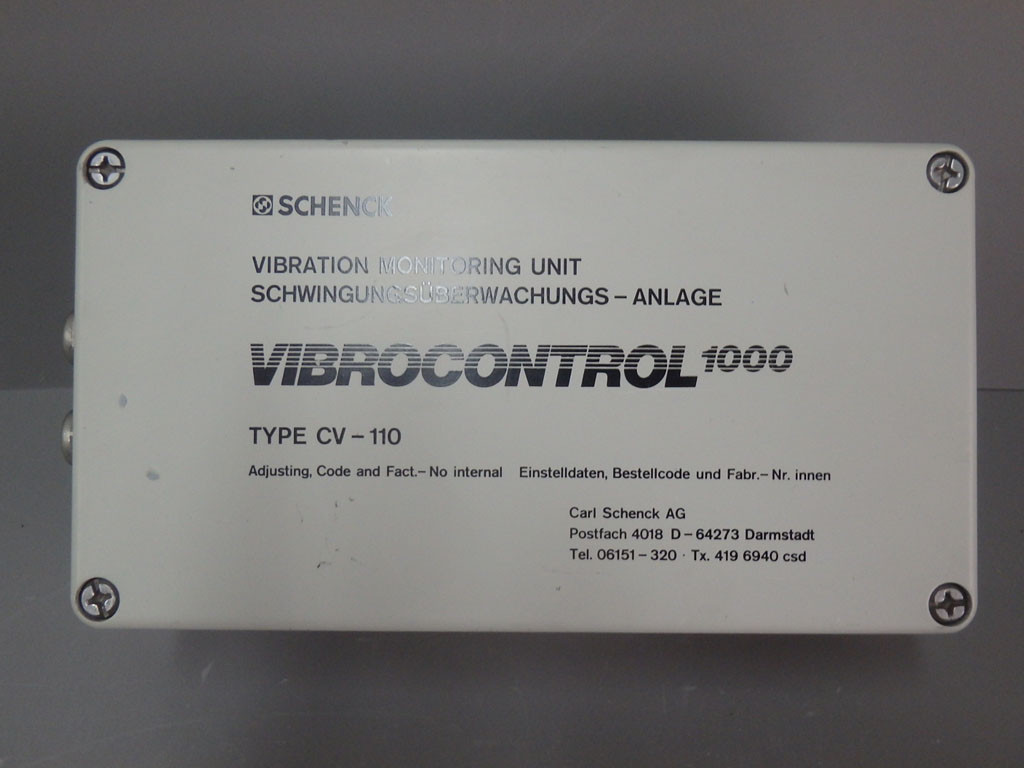 SCHENCK
VIBRATION MONITORING UNIT
SCHWINGUNGSÜBERWACHUNGS – ANLAGE
VIBROCONTROL 1000
TYPE CV – 110
Adjusting, Code and Fact.– No internal Einstelldaten, Bestellcode und Fabr.– Nr. innen
Carl Schenck AG
Postfach 4018 D – 64273 Darmstadt
Tel. 06151 – 320 · Tx. 419 6940 csd